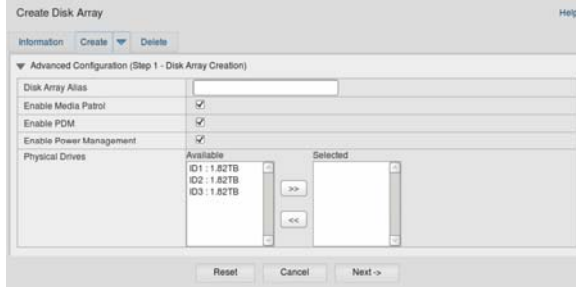 Create Disk Array
Help
Information Create Delete
Advanced Configuration (Step 1 - Disk Array Creation)
Disk Array Alias
Enable Media Patrol
Enable PDM
Enable Power Management
Physical Drives
Available Selected
ID1 : 1.82TB
ID2 : 1.82TB
ID3 : 1.82TB
>>
<<
Reset Cancel Next ->